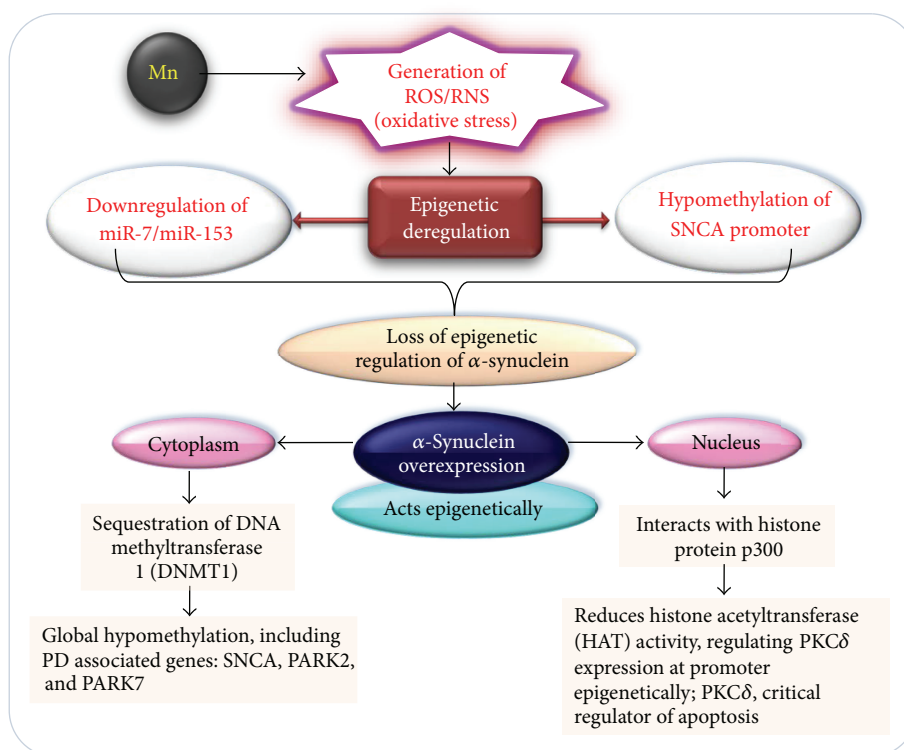 Mn
Generation of
ROS/RNS
(oxidative stress)
Downregulation of
miR-7/miR-153
Epigenetic
deregulation
Hypomethylation of
SNCA promoter
Loss of epigenetic
regulation of α-synuclein
Cytoplasm
α-Synuclein
overexpression
Nucleus
Acts epigenetically
Sequestration of DNA
methyltransferase
1 (DNMT1)
Interacts with histone
protein p300
Global hypomethylation, including
PD associated genes: SNCA, PARK2,
and PARK7
Reduces histone acetyltransferase
(HAT) activity, regulating PKCδ
expression at promoter
epigenetically; PKCδ, critical
regulator of apoptosis